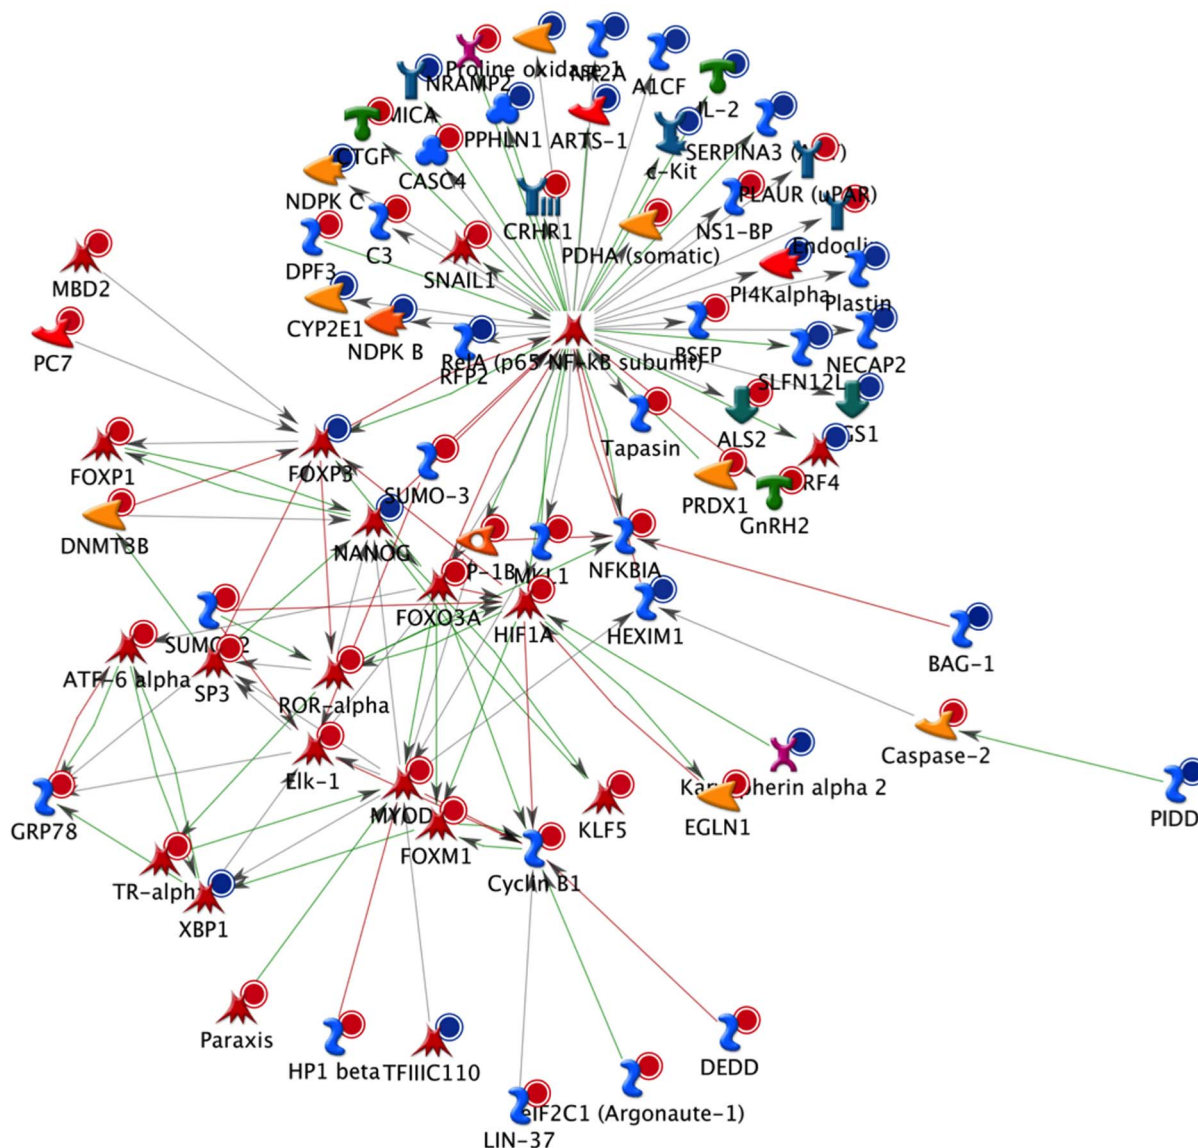 Proline oxidase 1
NR2A
NRAMP2
A1CF
IL-2
MICA
PPHLN1
ARTS-1
SERPINA3
CTGF
c-Kit
CASC4
NDPK C
PLAUR (uPAR)
CRHR1
NS1-BP
C3
SNAIL1
PDHA (somatic)
DPF3
MBD2
PI4Kalpha
Plastin
CYP2E1
NDPK B
BSEP
PC7
RelA (p65 NF-kB subunit)
NECAP2
RFP2
SLFN12L
ALS2
Tapasin
FOXP1
FOXP3
SUMO-3
PRDX1
GnRH2
DNMT3B
NANOG
NFKBIA
FOXO3A
HIF1A
HEXIM1
BAG-1
ATF-6 alpha
SP3
ROR-alpha
Caspase-2
Elk-1
alpha 2
MYOD
KLF5
EGLN1
PIDD
GRP78
FOXM1
Cyclin B1
XBP1
Paraxis
HP1 beta
TFIIIC110
DEDD
(Argonaute-1)
LIN-37